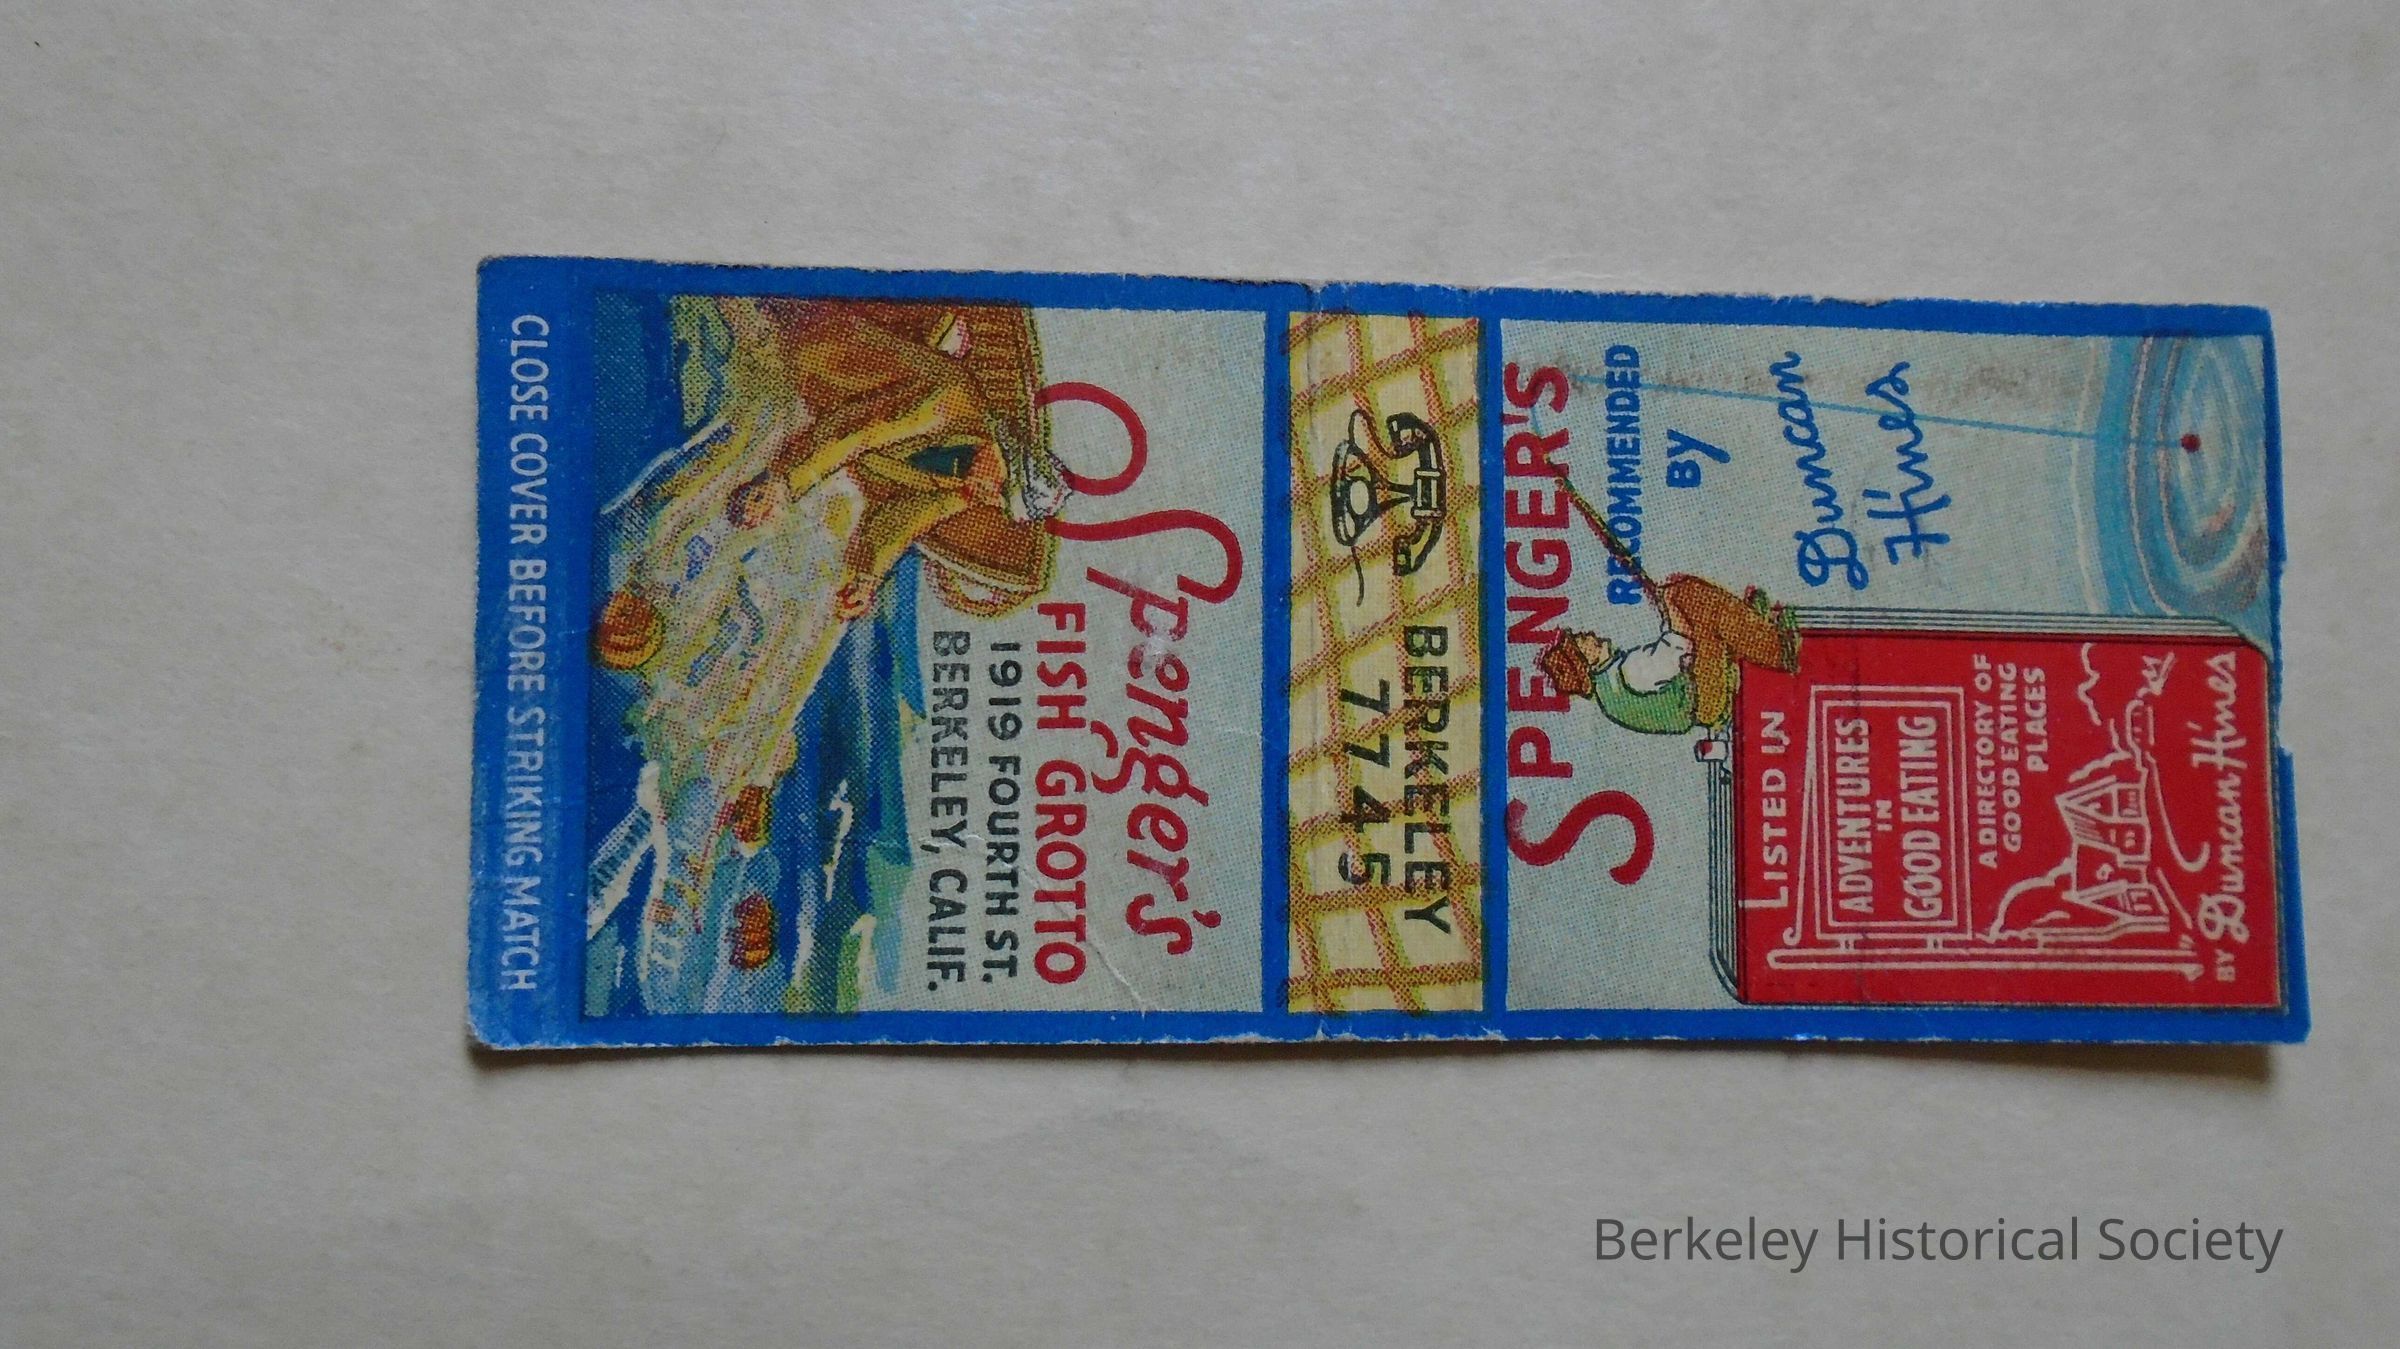 Spenger's
FISH GROTTO
1919 FOURTH ST.
BERKELEY, CALIF.
CLOSE COVER BEFORE STRIKING MATCH
BERKELEY
7745
SPENGER'S
RECOMMENDED
BY
Duncan
Hines
LISTED IN
ADVENTURES
IN
GOOD EATING
A DIRECTORY OF
GOOD EATING
PLACES
BY Duncan Hines
Berkeley Historical Society